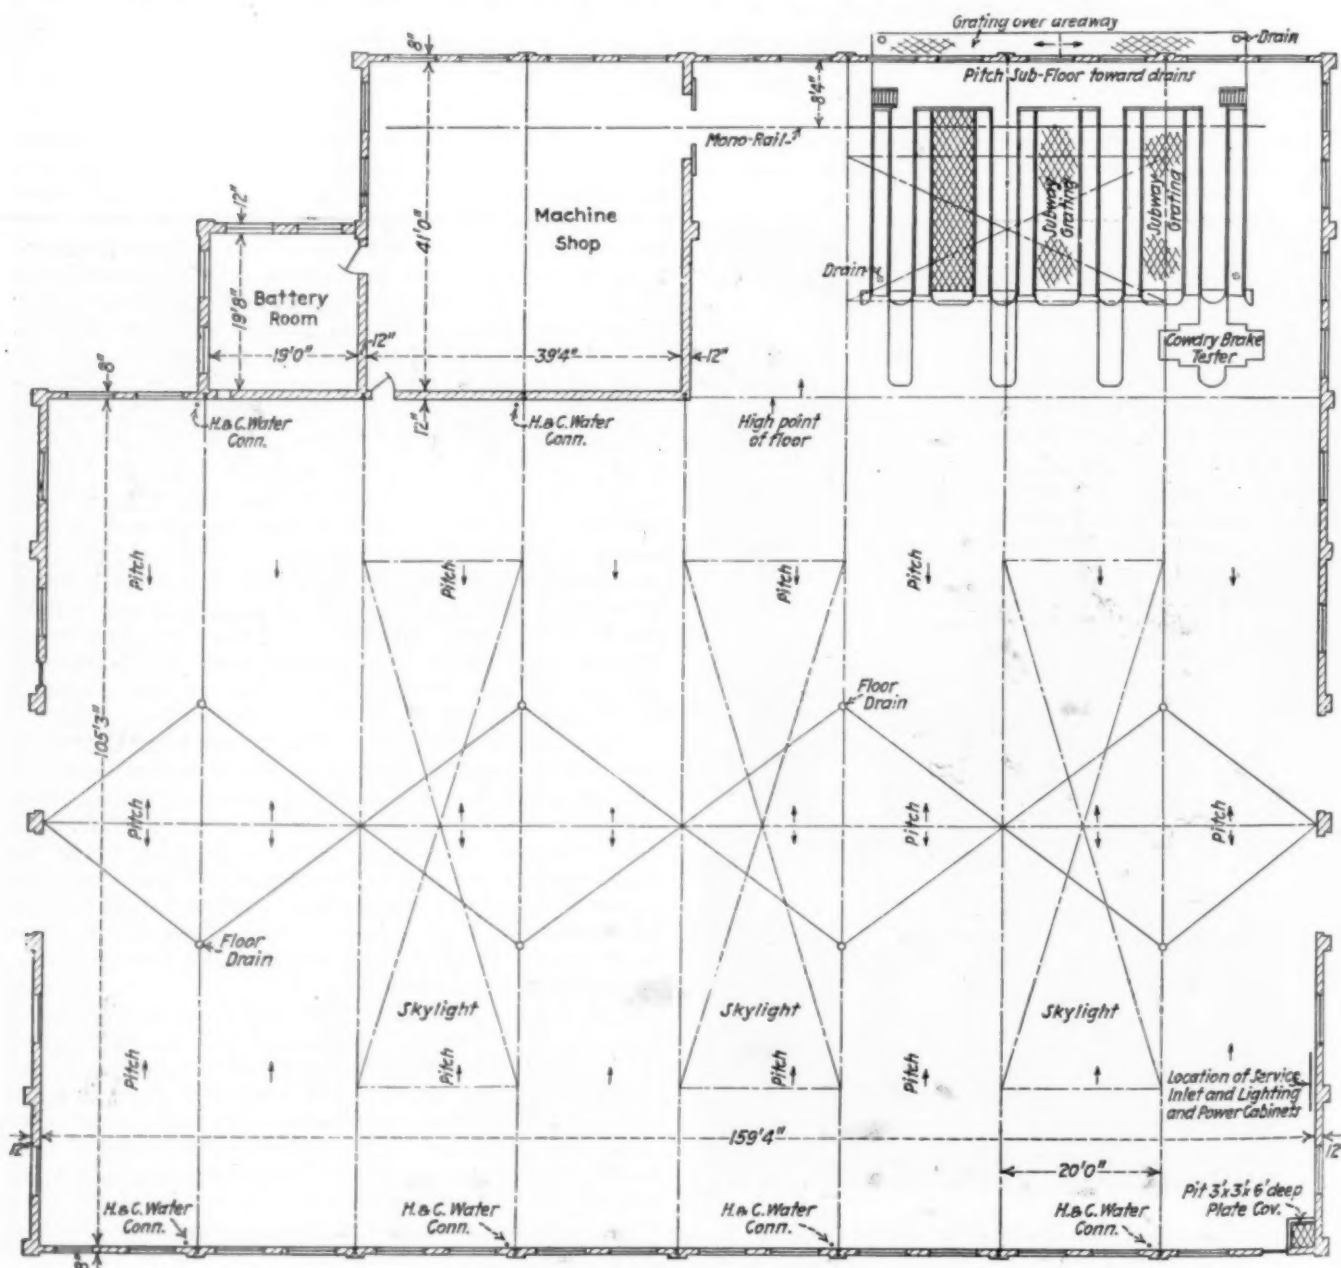 Grating over areaway
Drain
8"
Pitch Sub-Floor toward drains
8'4"
Mono-Rail
12"
41'0"
Machine
Shop
Subway
Grating
Subway
Grating
Drain
Battery
Room
19'8"
19'0"
12"
39'4"
12"
Cowdry Brake
Tester
8"
H.&C. Water
Conn.
12"
H.&C. Water
Conn.
High point
of floor
Pitch
Pitch
Pitch
Pitch
105'3"
Floor
Drain
Pitch
Pitch
Pitch
Floor
Drain
Skylight
Skylight
Skylight
Pitch
Pitch
Pitch
Pitch
Location of Service
Inlet and Lighting
and Power Cabinets
12"
159'4"
12"
20'0"
Pit 3'x3'x6' deep
Plate Cov.
H.&C. Water
Conn.
H.&C. Water
Conn.
H.&C. Water
Conn.
H.&C. Water
Conn.
8"